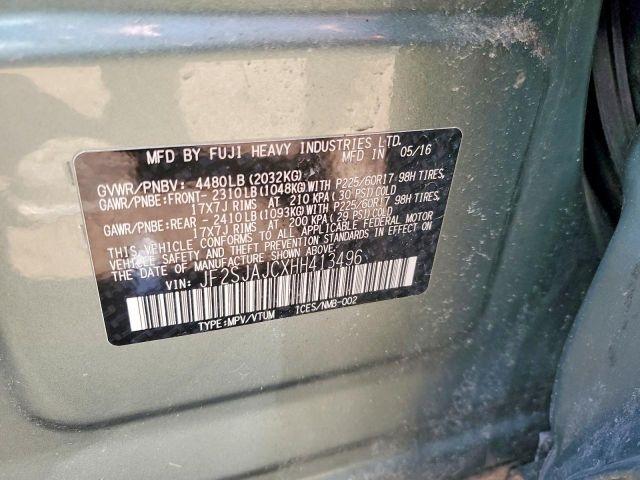 MFD BY FUJI HEAVY INDUSTRIES LTD.
MFD IN 05/16
GVWR/PNBV: 4480LB (2032KG)
GAWR/PNBE:FRONT- 2310LB (1048KG)WITH P225/60R17 98H TIRES,
17X7J RIMS AT 210 KPA (30 PSI)COLD
GAWR/PNBE:REAR - 2410LB (1093KG)WITH P225/60R17 98H TIRES,
17X7J RIMS AT 200 KPA (29 PSI)COLD
THIS VEHICLE CONFORMS TO ALL APPLICABLE FEDERAL MOTOR
VEHICLE SAFETY AND THEFT PREVENTION STANDARDS IN EFFECT ON
THE DATE OF MANUFACTURE SHOWN ABOVE.
VIN: JF2SJAJCXHH413496
TYPE:MPV/VTUM ICES/NMB-002